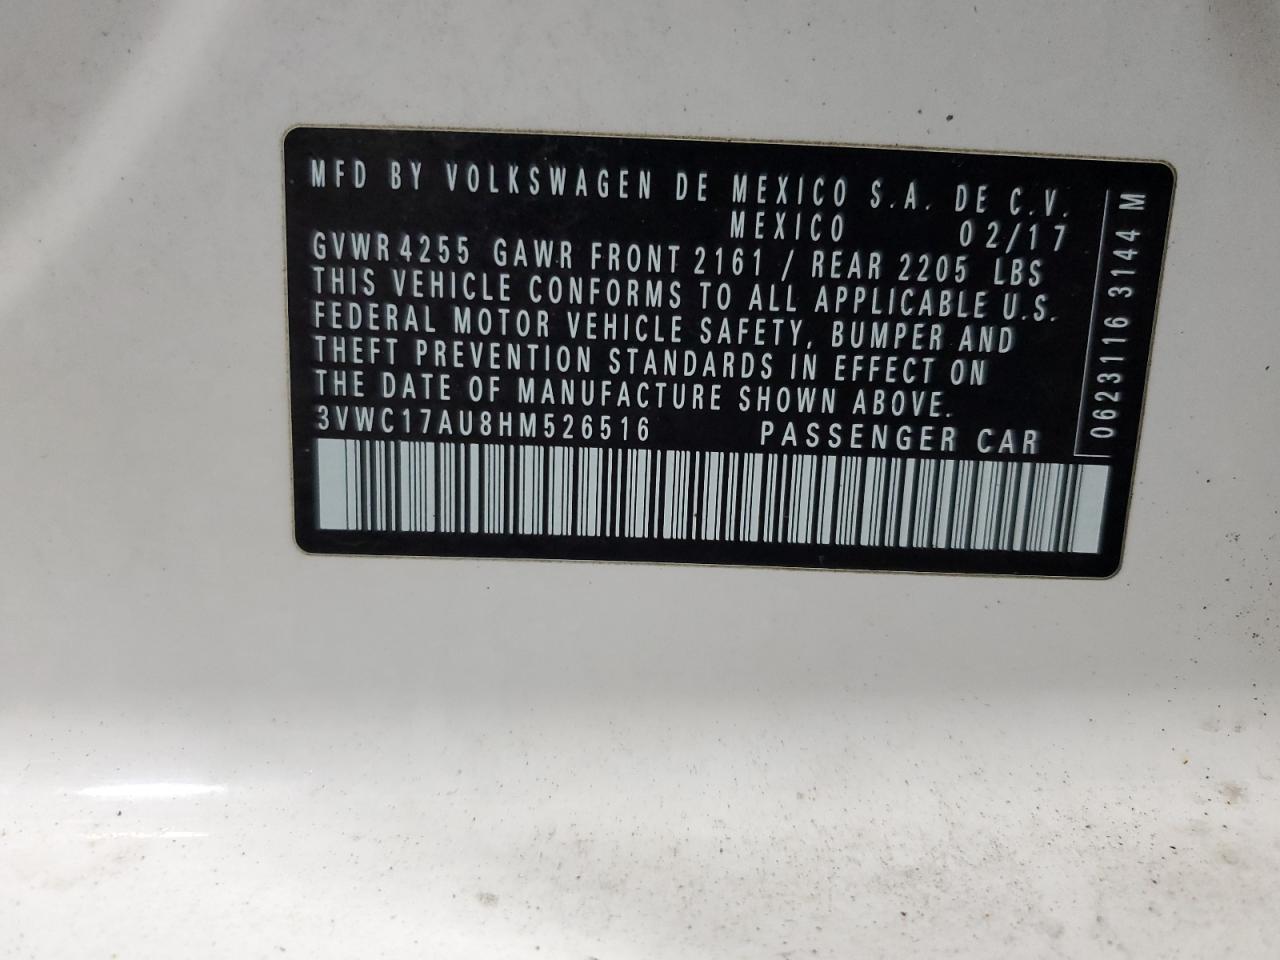 MFD BY VOLKSWAGEN DE MEXICO S.A. DE C.V.
MEXICO 02/17
GVWR 4255 GAWR FRONT 2161 / REAR 2205 LBS
THIS VEHICLE CONFORMS TO ALL APPLICABLE U.S.
FEDERAL MOTOR VEHICLE SAFETY, BUMPER AND
THEFT PREVENTION STANDARDS IN EFFECT ON
THE DATE OF MANUFACTURE SHOWN ABOVE.
3VWC17AU8HM526516 PASSENGER CAR
0623116 3144 M